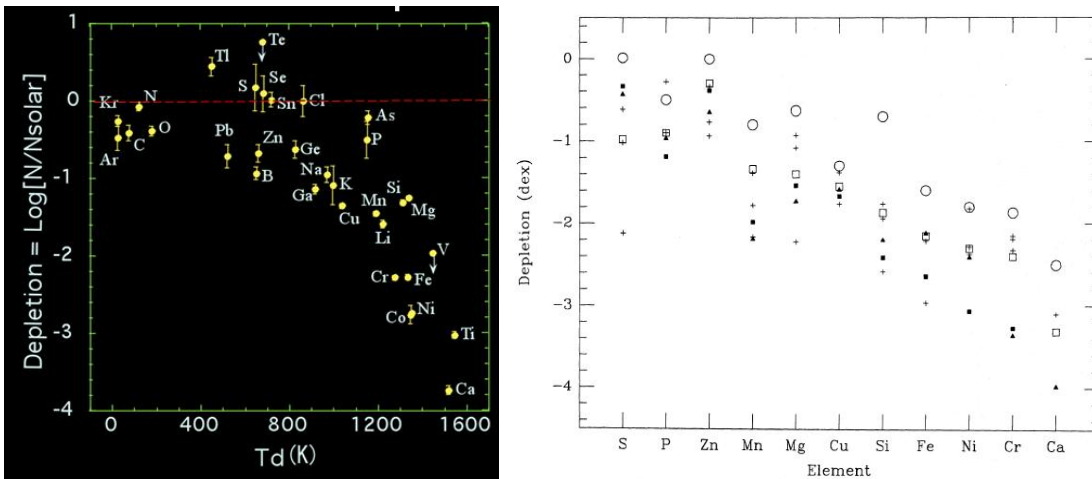 Depletion = Log[N/Nsolar]
1
0
-1
-2
-3
-4
Kr
Ar
N
C
O
Tl
Te
S
Se
Sn
Cl
As
P
Pb
Zn
B
Ge
Na
Ga
K
Cu
Mn
Si
Mg
Li
V
Cr
Fe
Co
Ni
Ti
Ca
0 400 800 1200 1600
Td (K)
Depletion (dex)
0
-1
-2
-3
-4
S P Zn Mn Mg Cu Si Fe Ni Cr Ca
Element